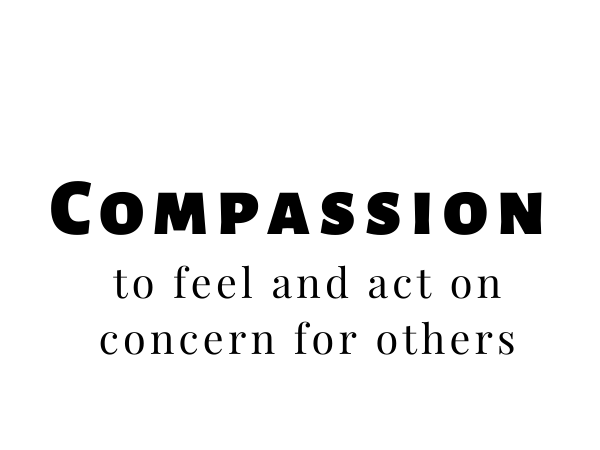 Compassion
to feel and act on
concern for others